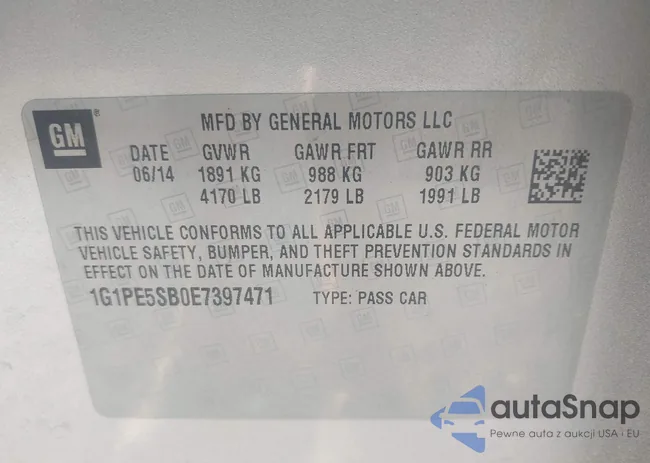 GM
MFD BY GENERAL MOTORS LLC
DATE GVWR GAWR FRT GAWR RR
06/14 1891 KG 988 KG 903 KG
4170 LB 2179 LB 1991 LB
THIS VEHICLE CONFORMS TO ALL APPLICABLE U.S. FEDERAL MOTOR
VEHICLE SAFETY, BUMPER, AND THEFT PREVENTION STANDARDS IN
EFFECT ON THE DATE OF MANUFACTURE SHOWN ABOVE.
1G1PE5SB0E7397471 TYPE: PASS CAR
autaSnap
Pewne auta z aukcji USA i EU